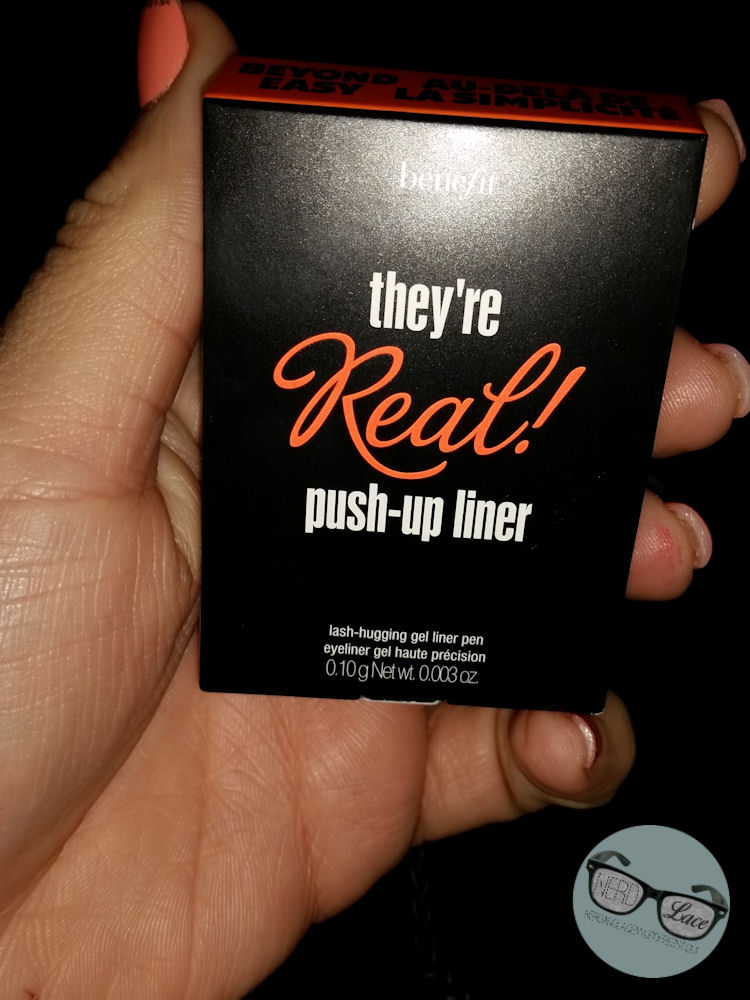 BEYOND AU-DELÀ DE
EASY LA SIMPLICITÉ
benefit
they're
Real!
push-up liner
lash-hugging gel liner pen
eyeliner gel haute précision
0.10 g Net wt. 0.003 oz.
NERD
Lace